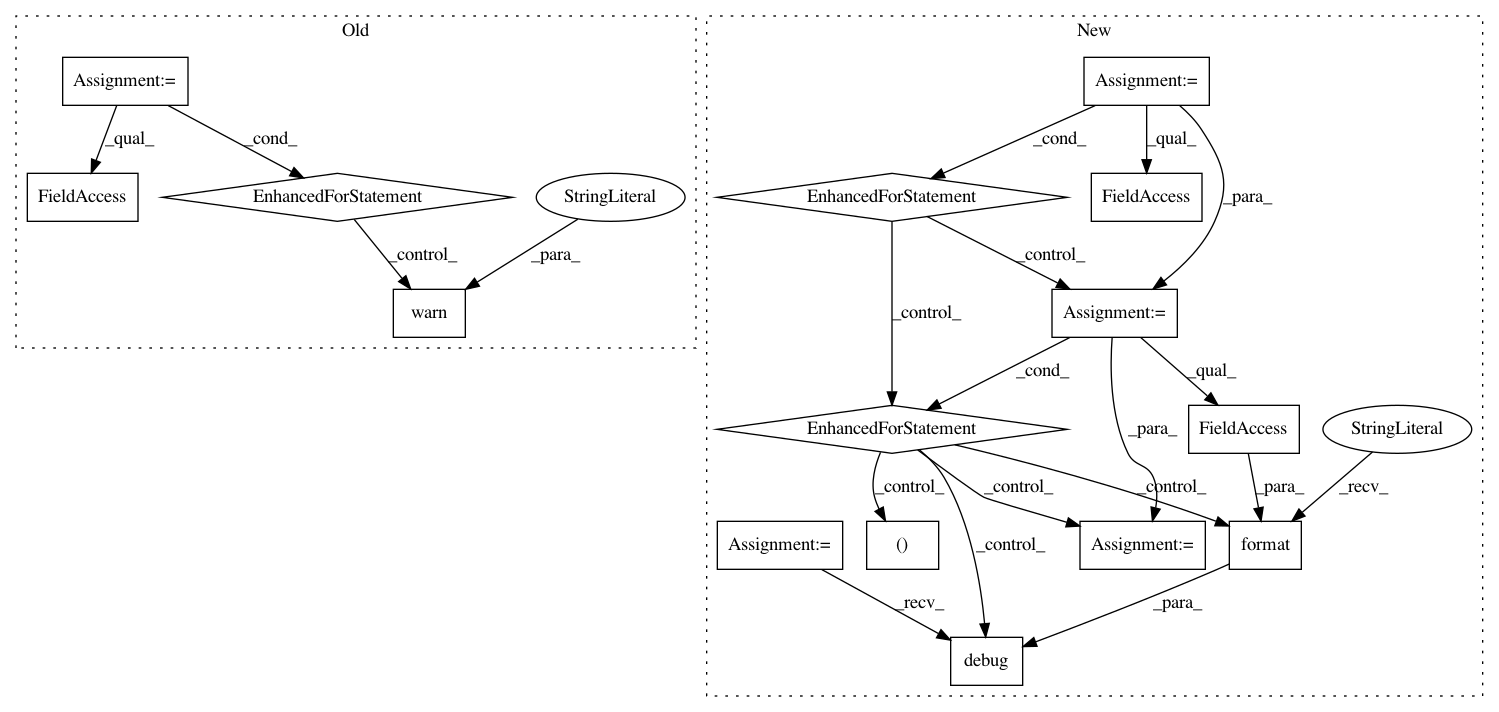 Old
New
Assignment:=
Assignment:=
_qual_
_cond_
_cond_
_qual_
FieldAccess
EnhancedForStatement
StringLiteral
EnhancedForStatement
FieldAccess
_para_
_control_
_para_
_control_
warn
_control_
Assignment:=
_cond_
_qual_
EnhancedForStatement
_para_
FieldAccess
StringLiteral
_control_
_control_
_control_
_para_
_recv_
Assignment:=
()
_control_
Assignment:=
format
_recv_
_para_
debug